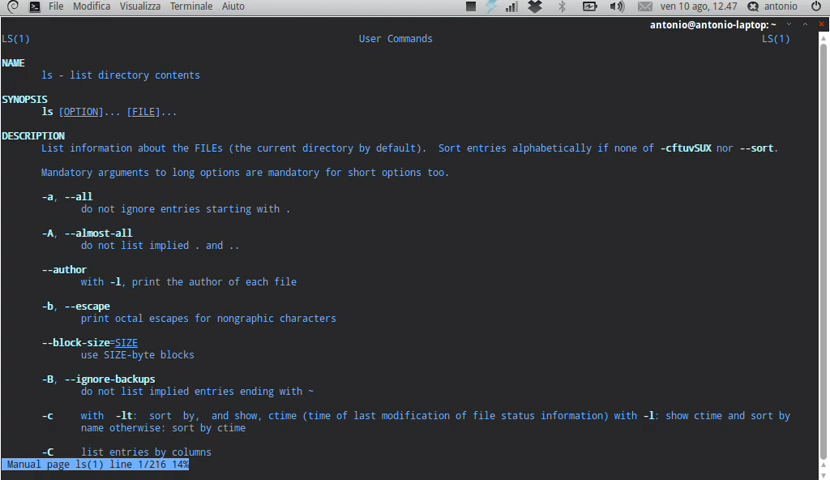 File Modifica Visualizza Terminale Aiuto ven 10 ago, 12.47 antonio
antonio@antonio-laptop: ~
LS(1) User Commands LS(1)
NAME
ls - list directory contents
SYNOPSIS
ls [OPTION]... [FILE]...
DESCRIPTION
List information about the FILEs (the current directory by default). Sort entries alphabetically if none of -cftuvSUX nor --sort.
Mandatory arguments to long options are mandatory for short options too.
-a, --all
do not ignore entries starting with .
-A, --almost-all
do not list implied . and ..
--author
with -l, print the author of each file
-b, --escape
print octal escapes for nongraphic characters
--block-size=SIZE
use SIZE-byte blocks
-B, --ignore-backups
do not list implied entries ending with ~
-c with -lt: sort by, and show, ctime (time of last modification of file status information) with -l: show ctime and sort by
name otherwise: sort by ctime
-C list entries by columns
Manual page ls(1) line 1/216 14%